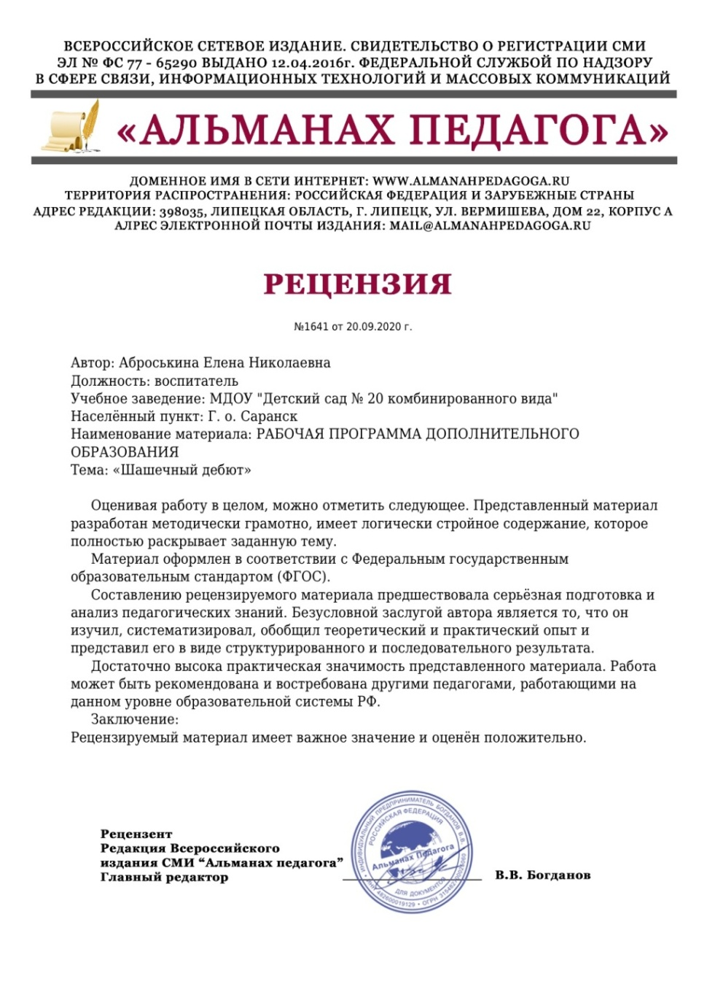 ВСЕРОССИЙСКОЕ СЕТЕВОЕ ИЗДАНИЕ. СВИДЕТЕЛЬСТВО О РЕГИСТРАЦИИ СМИ
ЭЛ № ФС 77 - 65290 ВЫДАНО 12.04.2016г. ФЕДЕРАЛЬНОЙ СЛУЖБОЙ ПО НАДЗОРУ
В СФЕРЕ СВЯЗИ, ИНФОРМАЦИОННЫХ ТЕХНОЛОГИЙ И МАССОВЫХ КОММУНИКАЦИЙ
«АЛЬМАНАХ ПЕДАГОГА»
ДОМЕННОЕ ИМЯ В СЕТИ ИНТЕРНЕТ: WWW.ALMANAHPEDAGOGA.RU
ТЕРРИТОРИЯ РАСПРОСТРАНЕНИЯ: РОССИЙСКАЯ ФЕДЕРАЦИЯ И ЗАРУБЕЖНЫЕ СТРАНЫ
АДРЕС РЕДАКЦИИ: 398035, ЛИПЕЦКАЯ ОБЛАСТЬ, Г. ЛИПЕЦК, УЛ. ВЕРМИШЕВА, ДОМ 22, КОРПУС А
АЛРЕС ЭЛЕКТРОННОЙ ПОЧТЫ ИЗДАНИЯ: MAIL@ALMANAHPEDAGOGA.RU
РЕЦЕНЗИЯ
№1641 от 20.09.2020 г.
Автор: Аброськина Елена Николаевна
Должность: воспитатель
Учебное заведение: МДОУ "Детский сад № 20 комбинированного вида"
Населённый пункт: Г. о. Саранск
Наименование материала: РАБОЧАЯ ПРОГРАММА ДОПОЛНИТЕЛЬНОГО
ОБРАЗОВАНИЯ
Тема: «Шашечный дебют»
Оценивая работу в целом, можно отметить следующее. Представленный материал
разработан методически грамотно, имеет логически стройное содержание, которое
полностью раскрывает заданную тему.
Материал оформлен в соответствии с Федеральным государственным
образовательным стандартом (ФГОС).
Составлению рецензируемого материала предшествовала серьёзная подготовка и
анализ педагогических знаний. Безусловной заслугой автора является то, что он
изучил, систематизировал, обобщил теоретический и практический опыт и
представил его в виде структурированного и последовательного результата.
Достаточно высока практическая значимость представленного материала. Работа
может быть рекомендована и востребована другими педагогами, работающими на
данном уровне образовательной системы РФ.
Заключение:
Рецензируемый материал имеет важное значение и оценён положительно.
Рецензент
Редакция Всероссийского
издания СМИ “Альманах педагога”
Главный редактор
ИНДИВИДУАЛЬНЫЙ ПРЕДПРИНИМАТЕЛЬ БОГДАНОВ В.В.
РОССИЙСКАЯ ФЕДЕРАЦИЯ
Альманах Педагога
ДЛЯ ДОКУМЕНТОВ
ИНН 482600019129 • ОГРН
В.В. Богданов